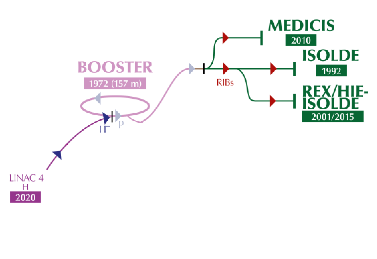 MEDICIS
2010
ISOLDE
1992
BOOSTER
1972 (157 m)
RIBs
REX/HIE-
ISOLDE
2001/2015
H⁻
p
LINAC 4
H⁻
2020